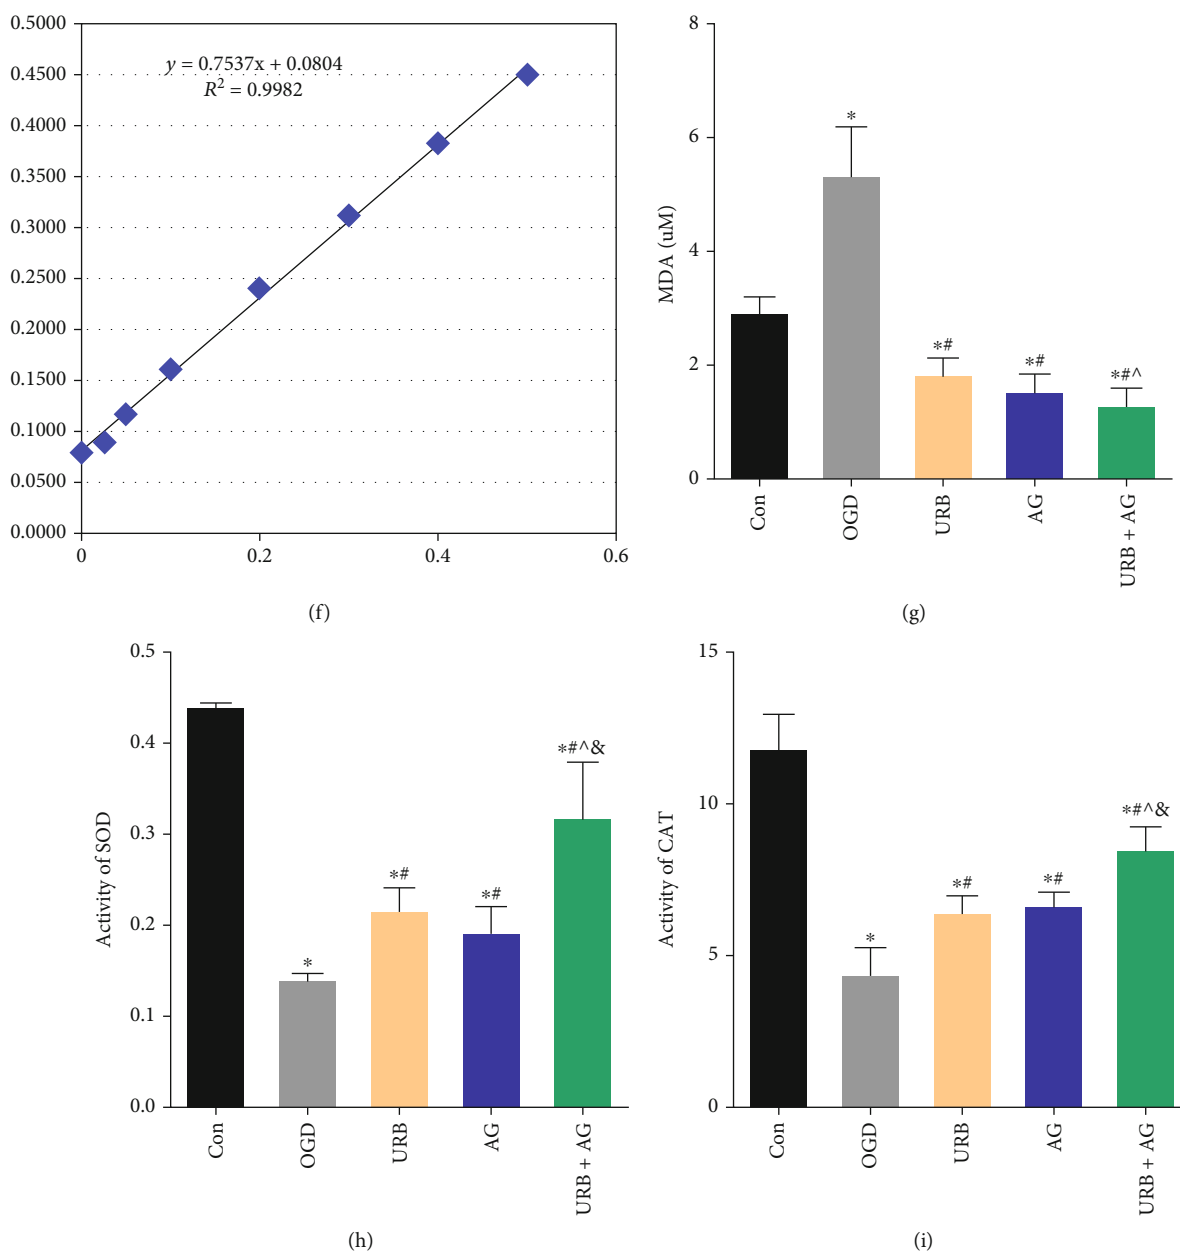 0.5000
0.4500
0.4000
0.3500
0.3000
0.2500
0.2000
0.1500
0.1000
0.0500
0.0000
y = 0.7537x + 0.0804
R² = 0.9982
0 0.2 0.4 0.6
(f)
8
6
4
2
0
MDA (uM)
*
*#
*#
*#^
Con OGD URB AG URB + AG
(g)
0.5
0.4
0.3
0.2
0.1
0.0
Activity of SOD
*
*#
*#
*#^&
Con OGD URB AG URB + AG
(h)
15
10
5
0
Activity of CAT
*
*#
*#
*#^&
Con OGD URB AG URB + AG
(i)